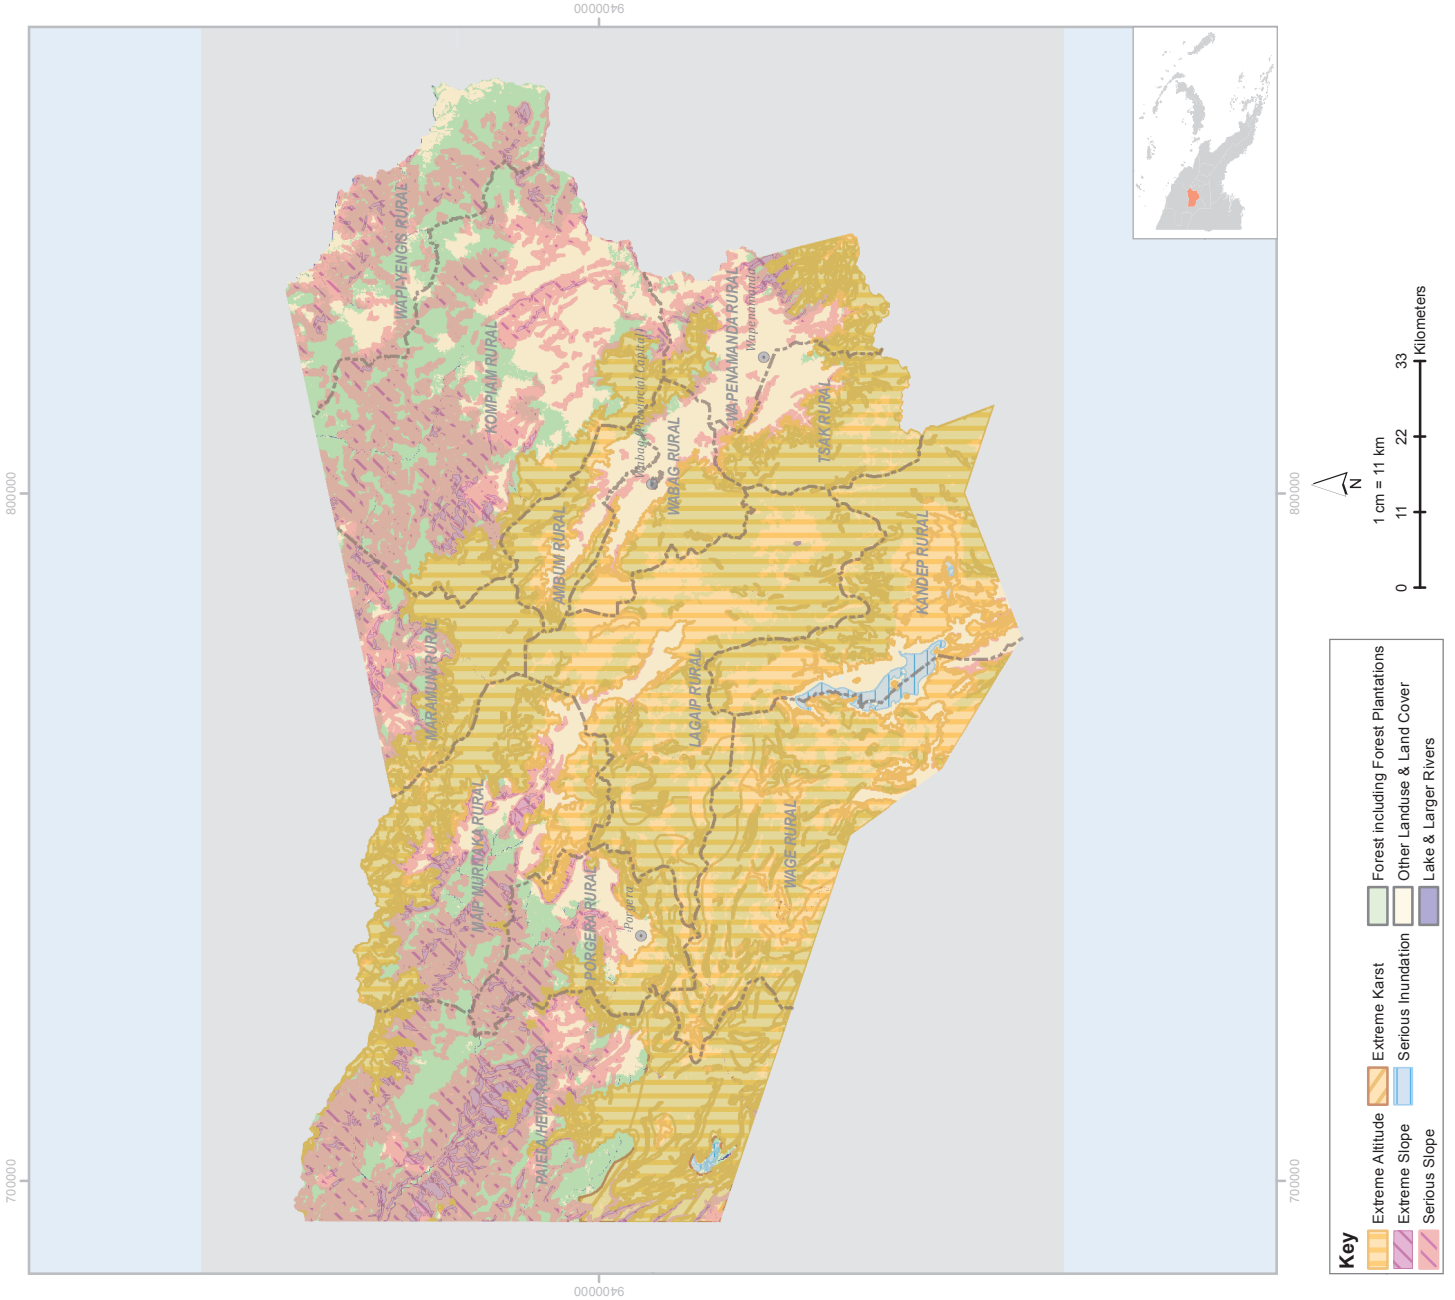 9400000
800000
700000
WAPI-YENGIS RURAL
KOMPIAM RURAL
MARAMUNI RURAL
MAIP MURITAKA RURAL
PAIELA/HEWA RURAL
PORGERA RURAL
Porgera
AMBUM RURAL
Wabag (Provincial Capital)
WABAG RURAL
WAPENAMANDA RURAL
Wapenamanda
TSAK RURAL
LAGAIP RURAL
KANDEP RURAL
WAGE RURAL
800000
700000
9400000
N
1 cm = 11 km
0 11 22 33
Kilometers
Key
Extreme Altitude
Extreme Slope
Serious Slope
Extreme Karst
Serious Inundation
Forest including Forest Plantations
Other Landuse & Land Cover
Lake & Larger Rivers